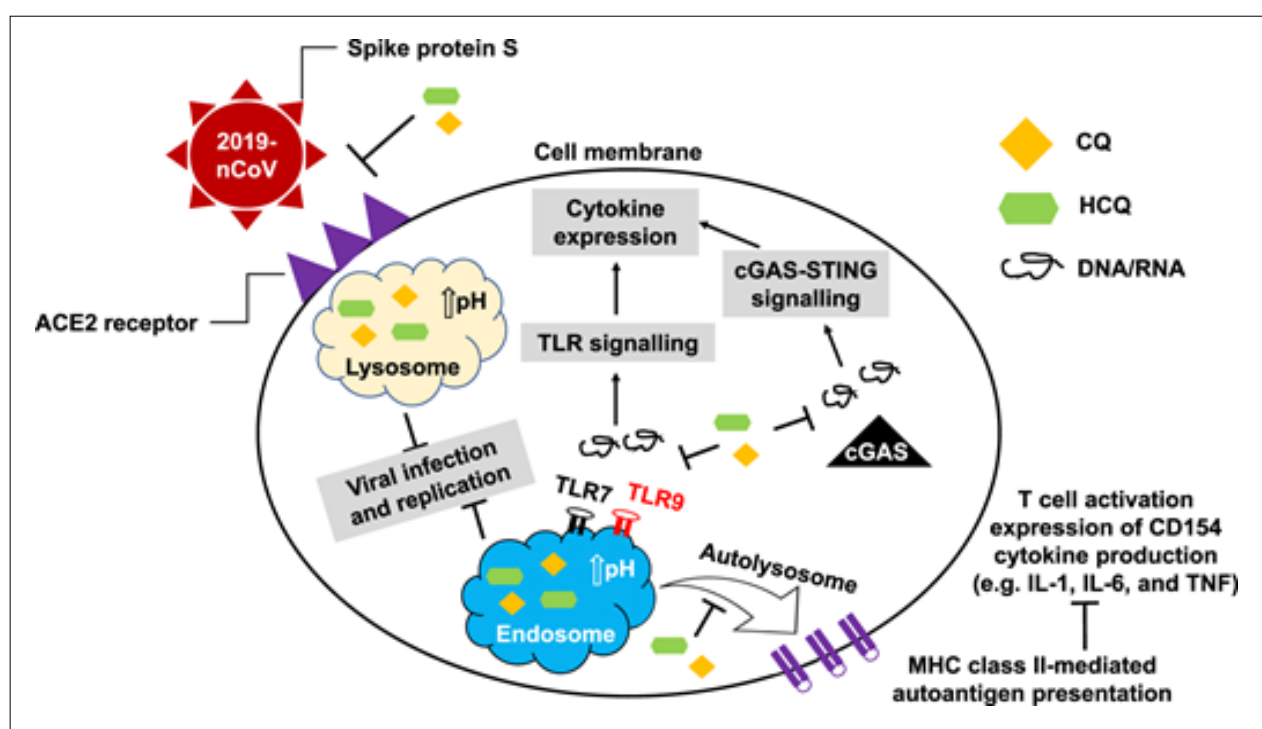 Spike protein S
2019-
nCoV
Cell membrane
CQ
HCQ
DNA/RNA
ACE2 receptor
Cytokine
expression
cGAS-STING
signalling
pH
Lysosome
TLR signalling
Viral infection
and replication
cGAS
TLR7
TLR9
pH
Endosome
Autolysosome
T cell activation
expression of CD154
cytokine production
(e.g. IL-1, IL-6, and TNF)
MHC class II-mediated
autoantigen presentation